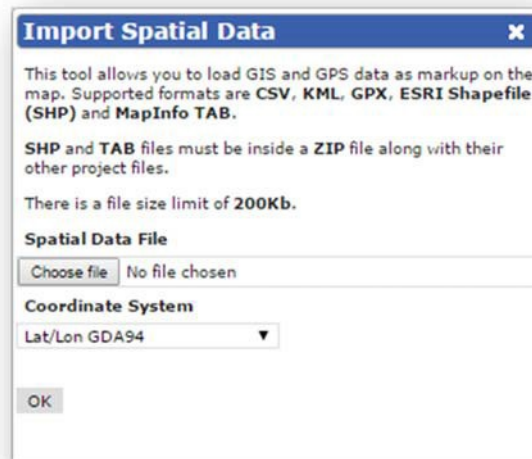 Import Spatial Data
This tool allows you to load GIS and GPS data as markup on the
map. Supported formats are CSV, KML, GPX, ESRI Shapefile
(SHP) and MapInfo TAB.
SHP and TAB files must be inside a ZIP file along with their
other project files.
There is a file size limit of 200Kb.
Spatial Data File
Choose file No file chosen
Coordinate System
Lat/Lon GDA94
OK